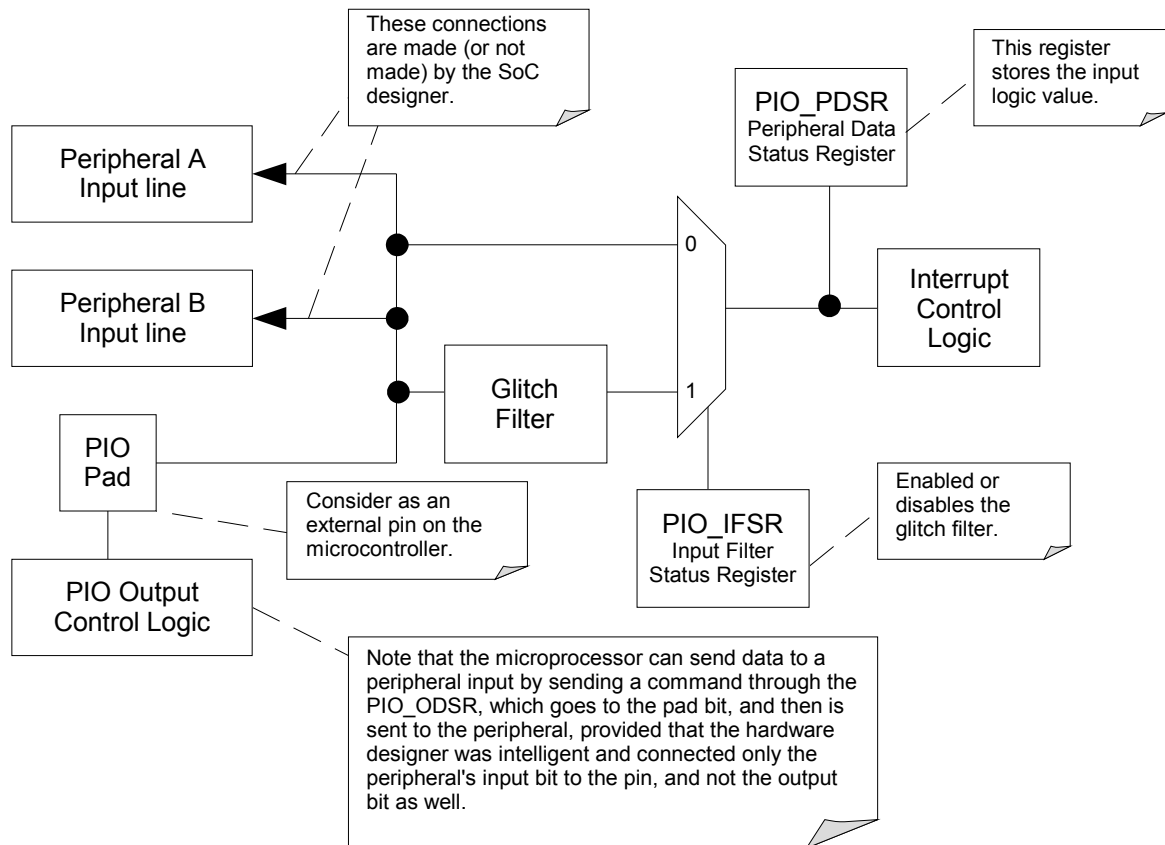 These connections
are made (or not
made) by the SoC
designer.
This register
stores the input
logic value.
PIO_PDSR
Peripheral Data
Status Register
Peripheral A
Input line
0
Peripheral B
Input line
Interrupt
Control
Logic
Glitch
Filter
1
PIO
Pad
Consider as an
external pin on the
microcontroller.
PIO_IFSR
Input Filter
Status Register
Enabled or
disables the
glitch filter.
PIO Output
Control Logic
Note that the microprocessor can send data to a
peripheral input by sending a command through the
PIO_ODSR, which goes to the pad bit, and then is
sent to the peripheral, provided that the hardware
designer was intelligent and connected only the
peripheral's input bit to the pin, and not the output
bit as well.